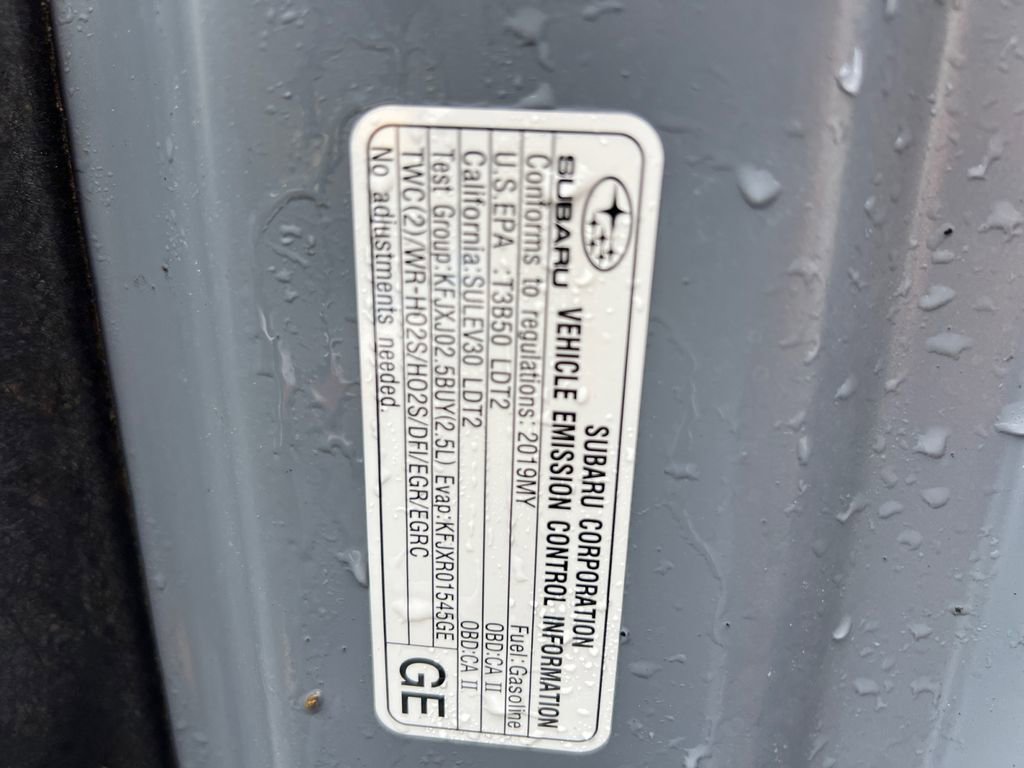 SUBARU CORPORATION
SUBARU VEHICLE EMISSION CONTROL INFORMATION
Conforms to regulations: 2019MY Fuel: Gasoline
U.S. EPA :T3B50 LDT2 OBD:CA II
California:SULEV30 LDT2 OBD:CA II
Test Group:KFJXJ02.5BUY(2.5L) Evap:KFJXR01545GE
TWC(2)/WR-HO2S/HO2S/DFI/EGR/EGRC
No adjustments needed.
GE